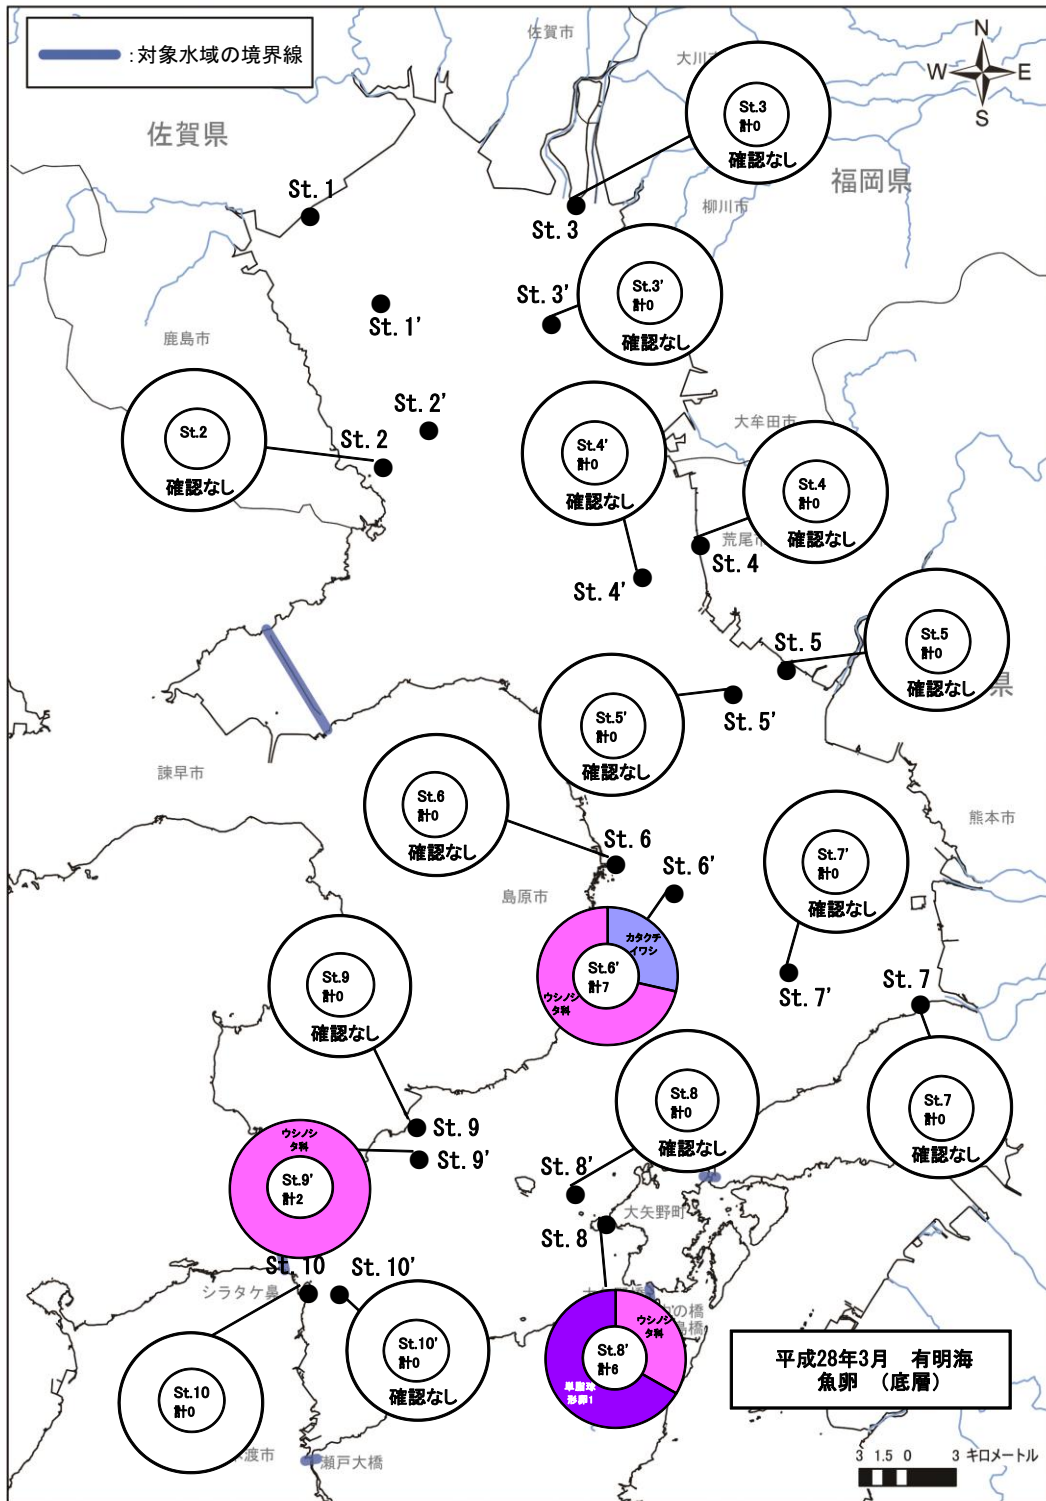 :対象水域の境界線
佐賀市
大川市
N
W
E
S
佐賀県
St.3
計0
確認なし
福岡県
St. 1
柳川市
St. 3
St.3'
計0
確認なし
St. 3'
St. 1'
鹿島市
St. 2'
大牟田市
St.2
確認なし
St. 2
St.4'
計0
確認なし
St.4
計0
確認なし
荒尾市
St. 4
St. 4'
St.5
計0
確認なし
St. 5
県
St.5'
計0
確認なし
St. 5'
諫早市
St.6
計0
確認なし
熊本市
St. 6
St. 6'
St.7'
計0
確認なし
島原市
カタクチ
イワシ
St.6'
計7
ウシノシ
タ科
St.9
計0
確認なし
St. 7'
St. 7
St.8
計0
確認なし
St.7
計0
確認なし
ウシノシ
タ科
St. 9
St. 9'
St.9'
計2
St. 8'
大矢野町
St. 8
St. 10
St. 10'
シラタケ鼻
の橋
島橋
ウシノシ
タ科
St.8'
計6
単脂球
形卵1
St.10'
計0
確認なし
St.10
計0
渡市
瀬戸大橋
平成28年3月 有明海
魚卵 (底層)
3 1.5 0 3 キロメートル